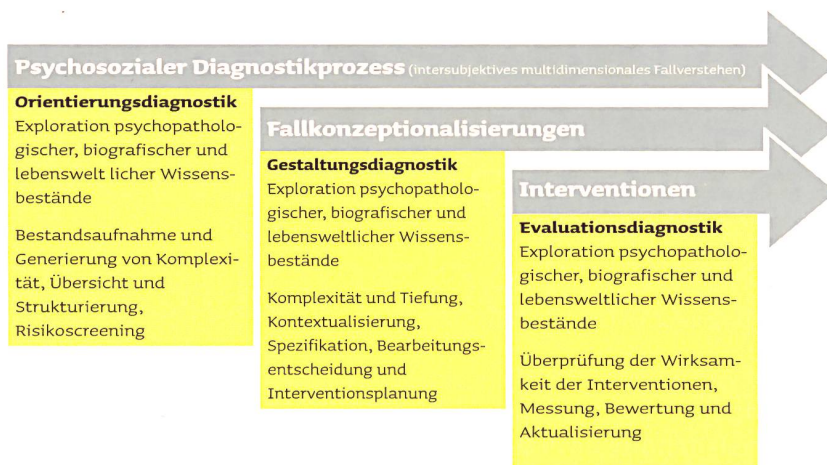 Psychosozialer Diagnostikprozess (intersubjektives multidimensionales Fallverstehen)
Orientierungsdiagnostik
Exploration psychopatholo-
gischer, biografischer und
lebenswelt licher Wissens-
bestände
Bestandsaufnahme und
Generierung von Komplexi-
tät, Übersicht und
Strukturierung,
Risikoscreening
Fallkonzeptionalisierungen
Gestaltungsdiagnostik
Exploration psychopatholo-
gischer, biografischer und
lebensweltlicher Wissens-
bestände
Komplexität und Tiefung,
Kontextualisierung,
Spezifikation, Bearbeitungs-
entscheidung und
Interventionsplanung
Interventionen
Evaluationsdiagnostik
Exploration psychopatholo-
gischer, biografischer und
lebensweltlicher Wissens-
bestände
Überprüfung der Wirksam-
keit der Interventionen,
Messung, Bewertung und
Aktualisierung